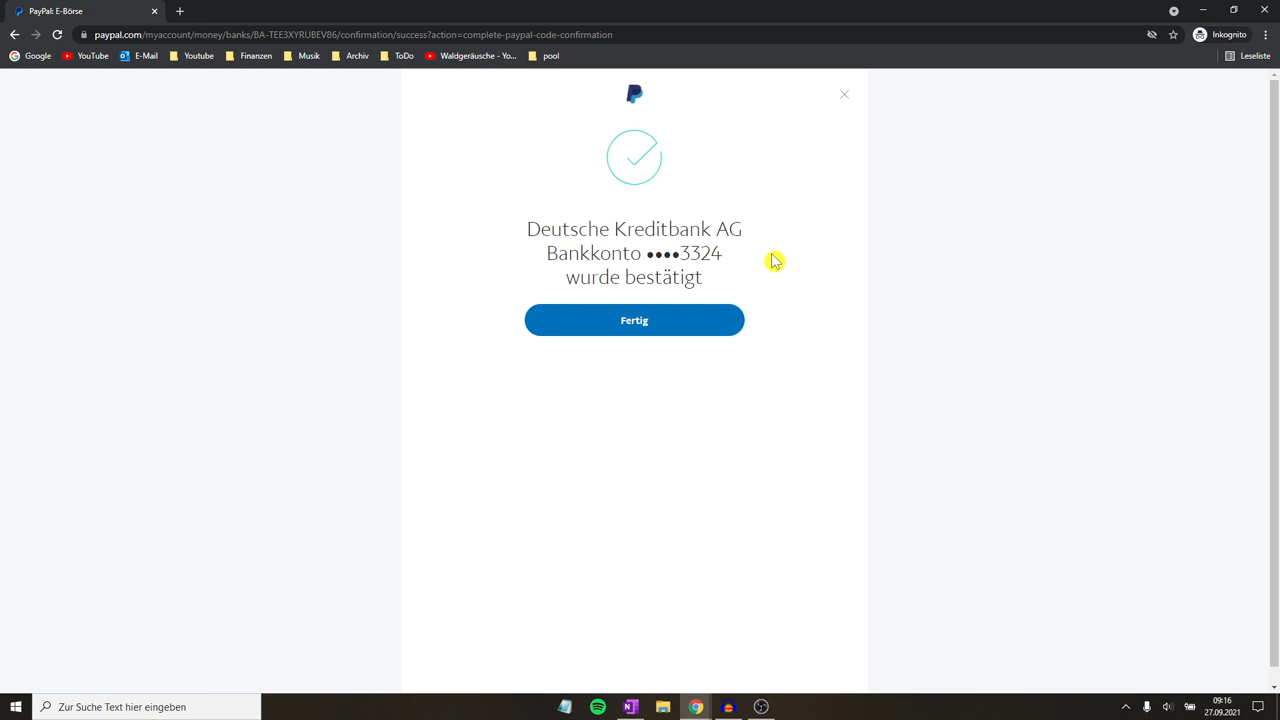 PayPal: E-Börse
paypal.com/myaccount/money/banks/BA-TEE3XYRUBEV86/confirmation/success?action=complete-paypal-code-confirmation
Inkognito
Google YouTube E-Mail Youtube Finanzen Musik Archiv ToDo Waldgeräusche - Yo... pool Leseliste
Deutsche Kreditbank AG
Bankkonto ••••3324
wurde bestätigt
Fertig
Zur Suche Text hier eingeben
09:16
27.09.2021